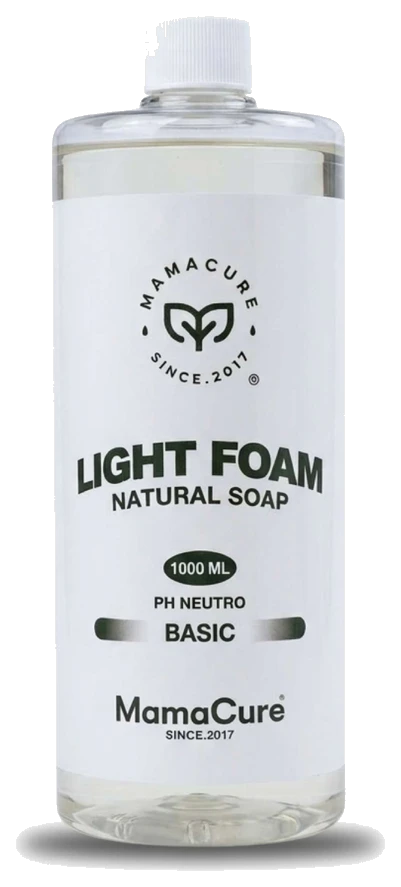 MAMACURE
SINCE.2017
LIGHT FOAM
NATURAL SOAP
1000 ML
PH NEUTRO
BASIC
MamaCure®
SINCE.2017